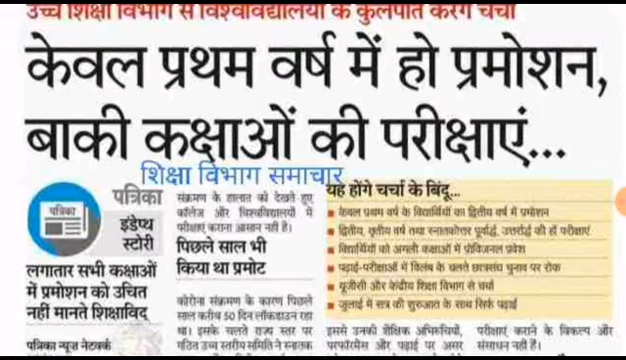 उच्च शिक्षा विभाग से विश्वविद्यालयों के कुलपति करेंगे चर्चा
केवल प्रथम वर्ष में हो प्रमोशन,
बाकी कक्षाओं की परीक्षाएं...
शिक्षा विभाग समाचार
पत्रिका
पत्रिका
इंडेप्थ
स्टोरी
लगातार सभी कक्षाओं
में प्रमोशन को उचित
नहीं मानते शिक्षाविद
पत्रिका न्यूज नेटवर्क
संक्रमण के हालात को देखते हुए
कॉलेज और विश्वविद्यालयों में
परीक्षाएं कराना आसान नहीं है।
पिछले साल भी
किया था प्रमोट
कोरोना संक्रमण के कारण पिछले
साल करीब 50 दिन लॉकडाउन रहा
था। इसके चलते राज्य स्तर पर
गठित उच्च स्तरीय समिति ने स्नातक
यह होंगे चर्चा के बिंदू...
केवल प्रथम वर्ष के विद्यार्थियों का द्वितीय वर्ष में प्रमोशन
द्वितीय, तृतीय वर्ष तथा स्नातकोत्तर पूर्वार्द्ध, उत्तरार्द्ध की हों परीक्षाएं
विद्यार्थियों को अगली कक्षाओं में प्रोविजनल प्रवेश
पढ़ाई-परीक्षाओं में विलंब के चलते छात्रसंघ चुनाव पर रोक
यूजीसी और केंद्रीय शिक्षा विभाग से चर्चा
जुलाई में सत्र की शुरुआत के साथ सिर्फ पढ़ाई
इससे उनकी शैक्षिक अभिरुचियों,
परफॉरमेंस और पढ़ाई पर असर
परीक्षाएं कराने के विकल्प और
संसाधन नहीं हैं।